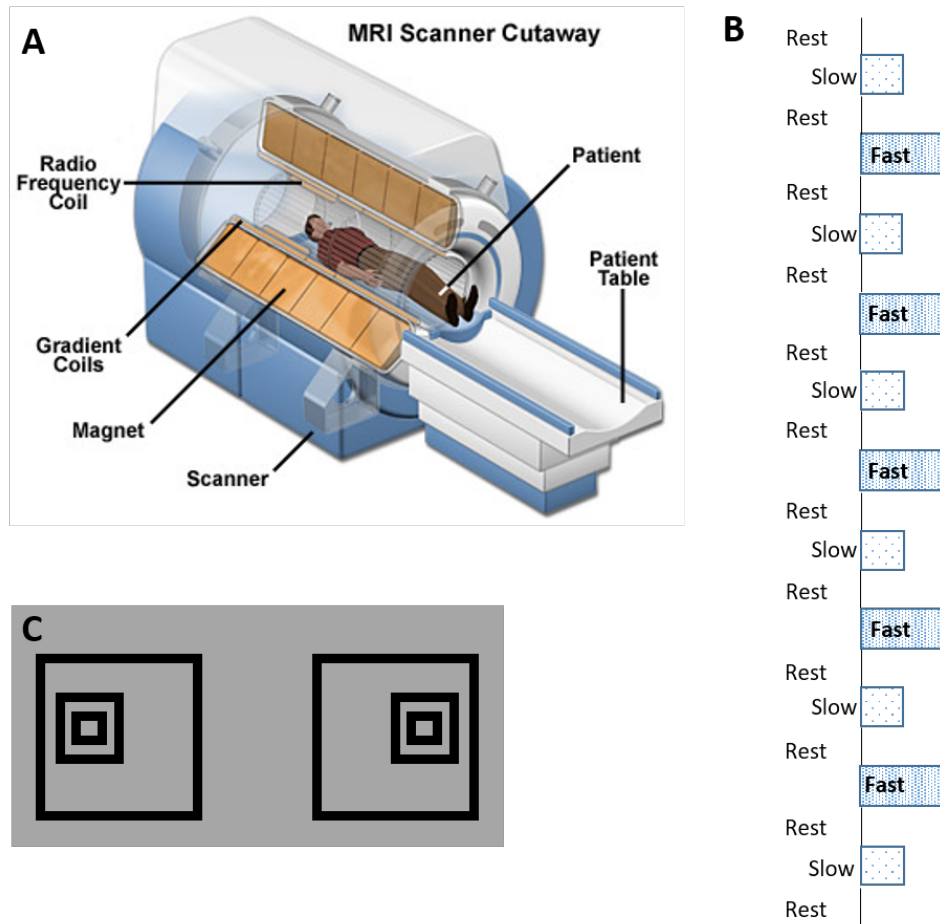 A
MRI Scanner Cutaway
Radio
Frequency
Coil
Patient
Patient
Table
Gradient
Coils
Magnet
Scanner
B
Rest
Slow
Rest
Fast
Rest
Slow
Rest
Fast
Rest
Slow
Rest
Fast
Rest
Slow
Rest
Fast
Rest
Slow
Rest
Fast
Rest
Slow
Rest
C